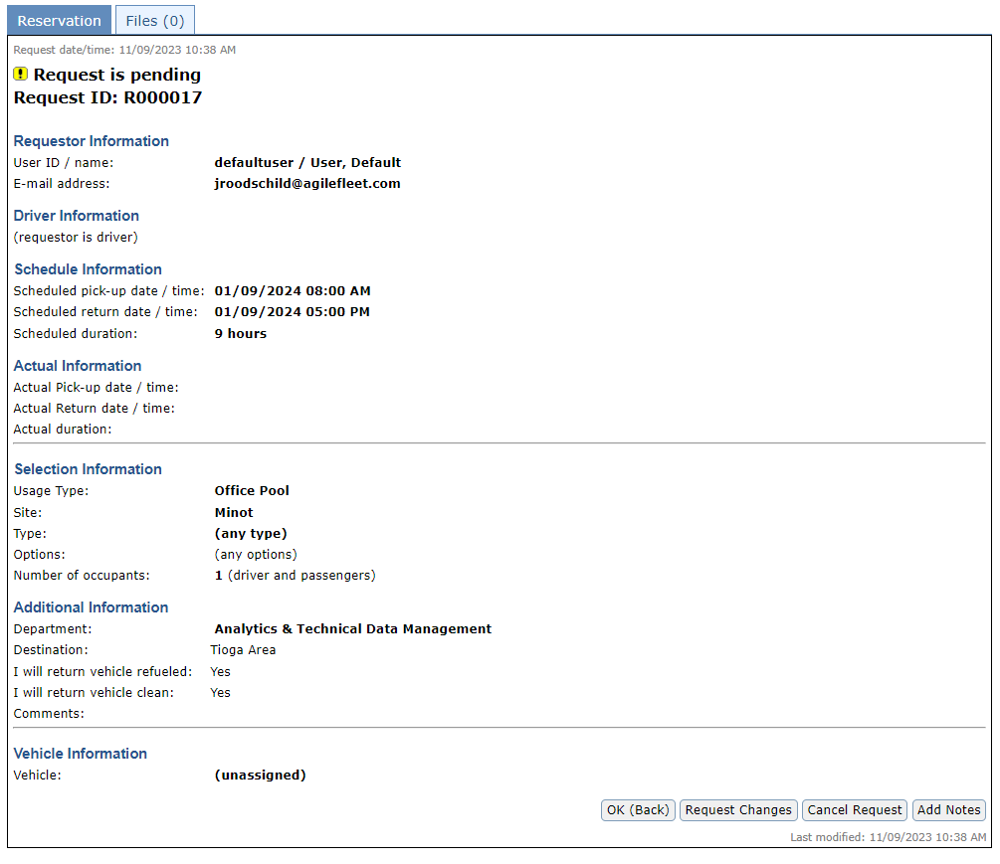 Reservation Files (0)
Request date/time: 11/09/2023 10:38 AM
! Request is pending
Request ID: R000017
Requestor Information
User ID / name: defaultuser / User, Default
E-mail address: jroodschild@agilefleet.com
Driver Information
(requestor is driver)
Schedule Information
Scheduled pick-up date / time: 01/09/2024 08:00 AM
Scheduled return date / time: 01/09/2024 05:00 PM
Scheduled duration: 9 hours
Actual Information
Actual Pick-up date / time:
Actual Return date / time:
Actual duration:
Selection Information
Usage Type: Office Pool
Site: Minot
Type: (any type)
Options: (any options)
Number of occupants: 1 (driver and passengers)
Additional Information
Department: Analytics & Technical Data Management
Destination: Tioga Area
I will return vehicle refueled: Yes
I will return vehicle clean: Yes
Comments:
Vehicle Information
Vehicle: (unassigned)
OK (Back) Request Changes Cancel Request Add Notes
Last modified: 11/09/2023 10:38 AM